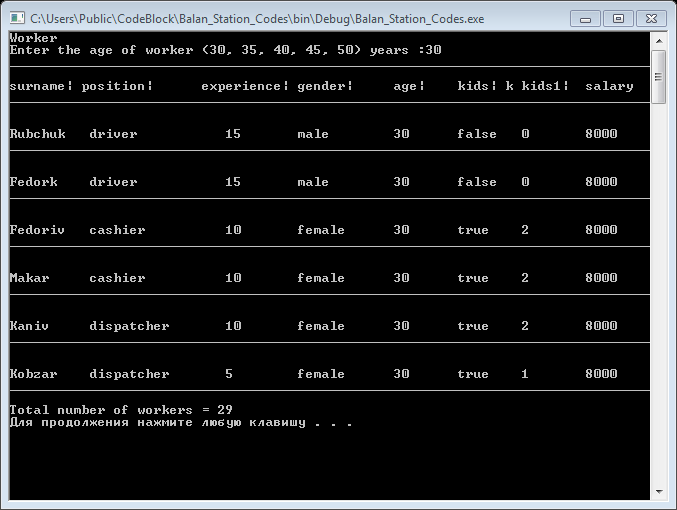 C:\Users\Public\CodeBlock\Balan_Station_Codes\bin\Debug\Balan_Station_Codes.exe
Worker
Enter the age of worker (30, 35, 40, 45, 50) years :30
surname¦ position¦ experience¦ gender¦ age¦ kids¦ k kids1¦ salary
Rubchuk driver 15 male 30 false 0 8000
Fedork driver 15 male 30 false 0 8000
Fedoriv cashier 10 female 30 true 2 8000
Makar cashier 10 female 30 true 2 8000
Kaniv dispatcher 10 female 30 true 2 8000
Kobzar dispatcher 5 female 30 true 1 8000
Total number of workers = 29
Для продолжения нажмите любую клавишу . . .